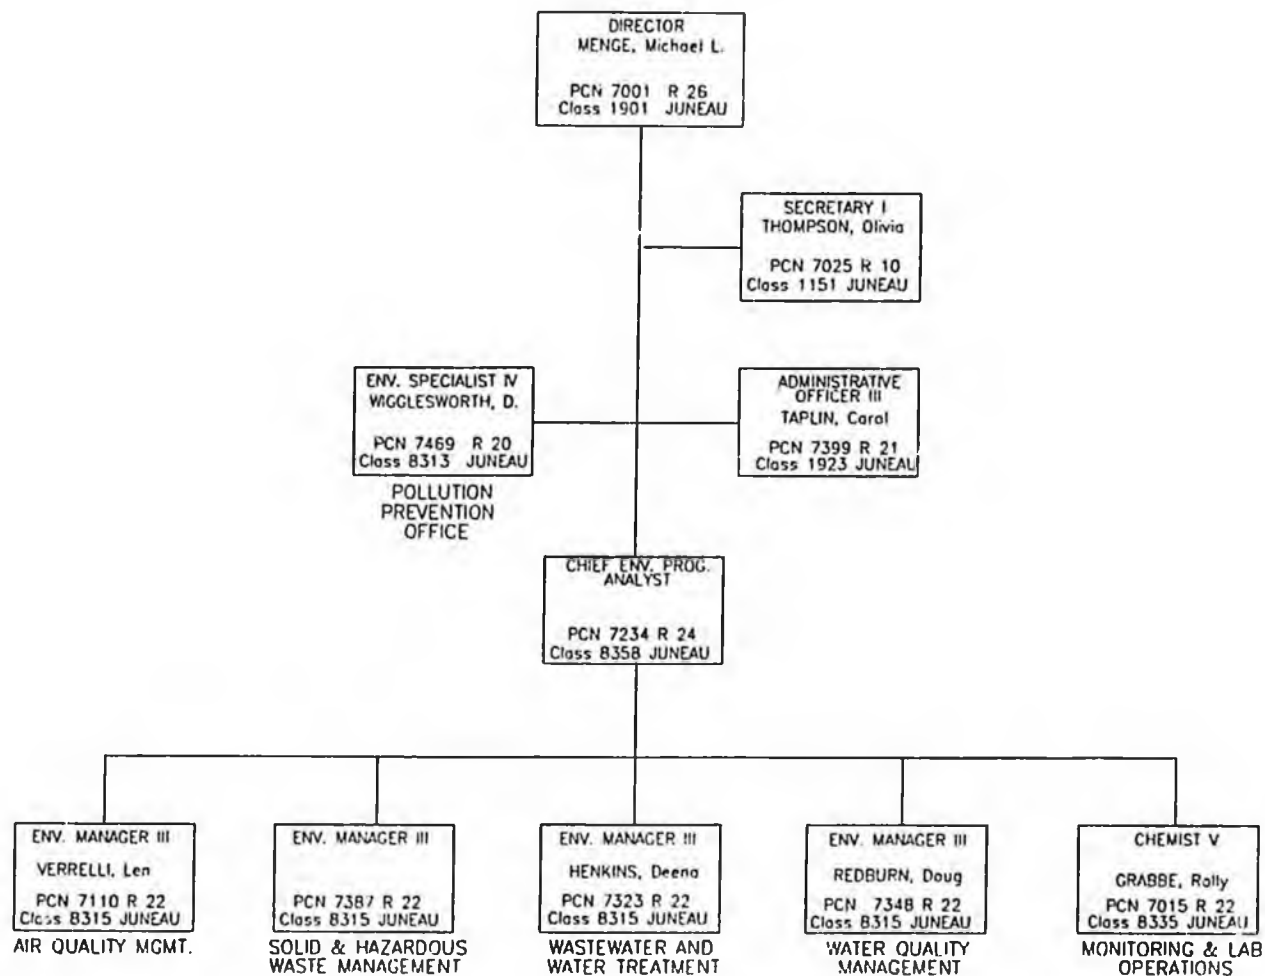 DIRECTOR
MENGE, Michael L.
PCN 7001 R 26
Class 1901 JUNEAU
SECRETARY I
THOMPSON, Olivia
PCN 7025 R 10
Class 1151 JUNEAU
ENV. SPECIALIST IV
WIGGLESWORTH, D.
PCN 7469 R 20
Class 8313 JUNEAU
POLLUTION
PREVENTION
OFFICE
ADMINISTRATIVE
OFFICER III
TAPLIN, Carol
PCN 7399 R 21
Class 1923 JUNEAU
CHIEF ENV. PROG.
ANALYST
PCN 7234 R 24
Class 8358 JUNEAU
ENV. MANAGER III
VERRELLI, Len
PCN 7110 R 22
Class 8315 JUNEAU
AIR QUALITY MGMT.
ENV. MANAGER III
PCN 7387 R 22
Class 8315 JUNEAU
SOLID & HAZARDOUS
WASTE MANAGEMENT
ENV. MANAGER III
HENKINS, Deena
PCN 7323 R 22
Class 8315 JUNEAU
WASTEWATER AND
WATER TREATMENT
ENV. MANAGER III
REDBURN, Doug
PCN 7348 R 22
Class 8315 JUNEAU
WATER QUALITY
MANAGEMENT
CHEMIST V
GRABBE, Rolly
PCN 7015 R 22
Class 8335 JUNEAU
MONITORING & LAB
OPERATIONS